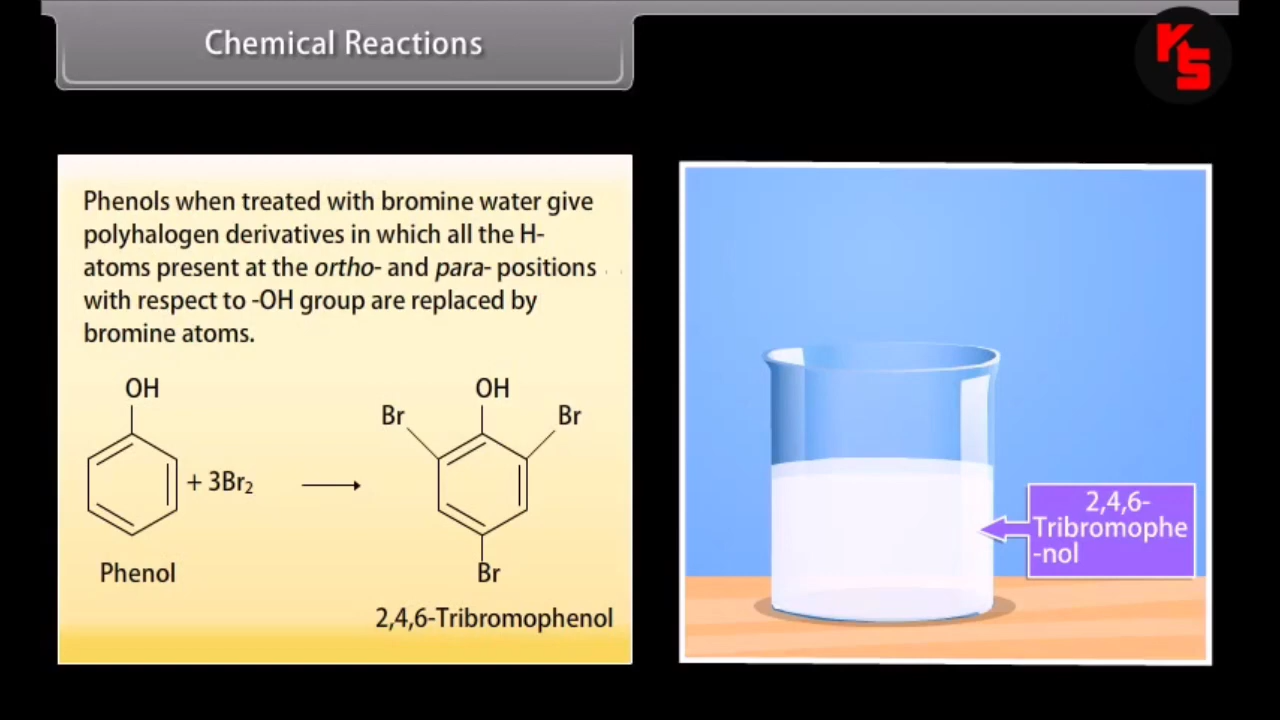 Chemical Reactions
KS
Phenols when treated with bromine water give
polyhalogen derivatives in which all the H-
atoms present at the ortho- and para- positions
with respect to -OH group are replaced by
bromine atoms.
OH
+ 3Br₂
Phenol
OH
Br
Br
Br
2,4,6-Tribromophenol
2,4,6-
Tribromophe
-nol